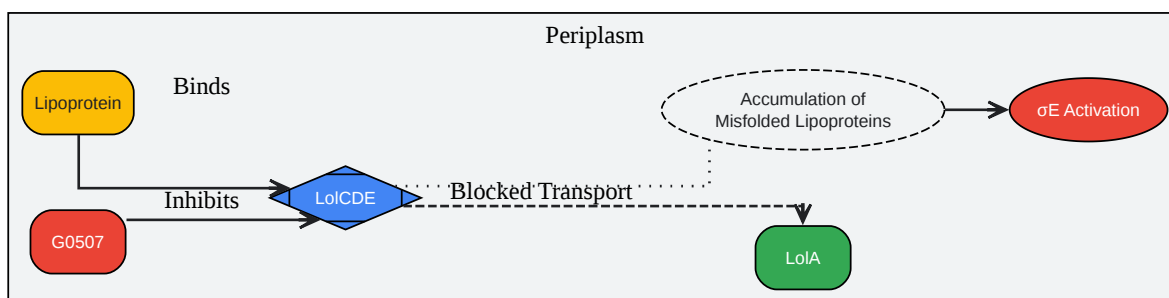 Periplasm
Binds
Lipoprotein
Accumulation of
Misfolded Lipoproteins
σE Activation
Inhibits
LolCDE
Blocked Transport
G0507
LolA